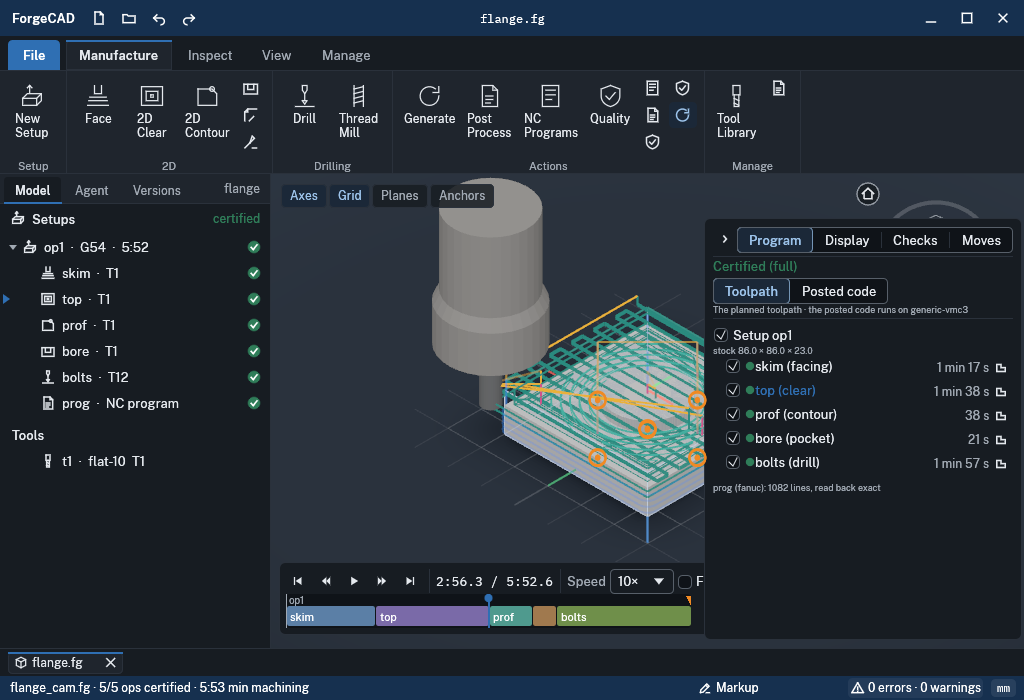 ForgeCAD
flange.fg
File Manufacture Inspect View Manage
New Setup
Face
2D Clear
2D Contour
Drill
Thread Mill
Generate
Post Process
NC Programs
Quality
Tool Library
Setup 2D Drilling Actions Manage
Model Agent Versions flange
Axes Grid Planes Anchors
Setups certified
op1 · G54 · 5:52
skim · T1
top · T1
prof · T1
bore · T1
bolts · T12
prog · NC program
Tools
t1 · flat-10 T1
Program Display Checks Moves
Certified (full)
Toolpath Posted code
The planned toolpath · the posted code runs on generic-vmc3
Setup op1
stock 86.0 × 86.0 × 23.0
skim (facing) 1 min 17 s
top (clear) 1 min 38 s
prof (contour) 38 s
bore (pocket) 21 s
bolts (drill) 1 min 57 s
prog (fanuc): 1082 lines, read back exact
2:56.3 / 5:52.6 Speed 10× F
op1
skim top prof bolts
flange.fg
flange_cam.fg · 5/5 ops certified · 5:53 min machining
Markup
0 errors · 0 warnings mm